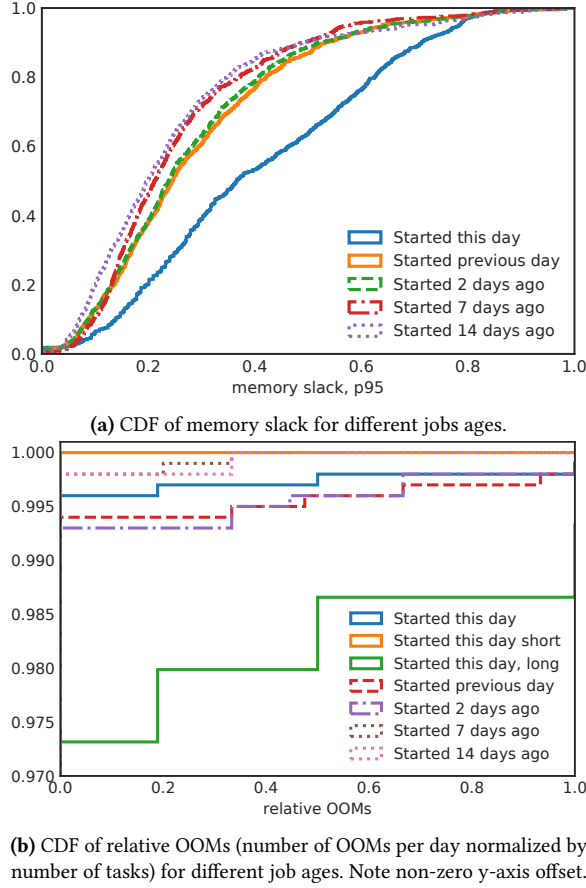 1.0
0.8
0.6
0.4
0.2
0.0
Started this day
Started previous day
Started 2 days ago
Started 7 days ago
Started 14 days ago
0.0 0.2 0.4 0.6 0.8 1.0
memory slack, p95
(a) CDF of memory slack for different jobs ages.
1.000
0.995
0.990
0.985
0.980
0.975
0.970
Started this day
Started this day short
Started this day, long
Started previous day
Started 2 days ago
Started 7 days ago
Started 14 days ago
0.0 0.2 0.4 0.6 0.8 1.0
relative OOMs
(b) CDF of relative OOMs (number of OOMs per day normalized by
number of tasks) for different job ages. Note non-zero y-axis offset.